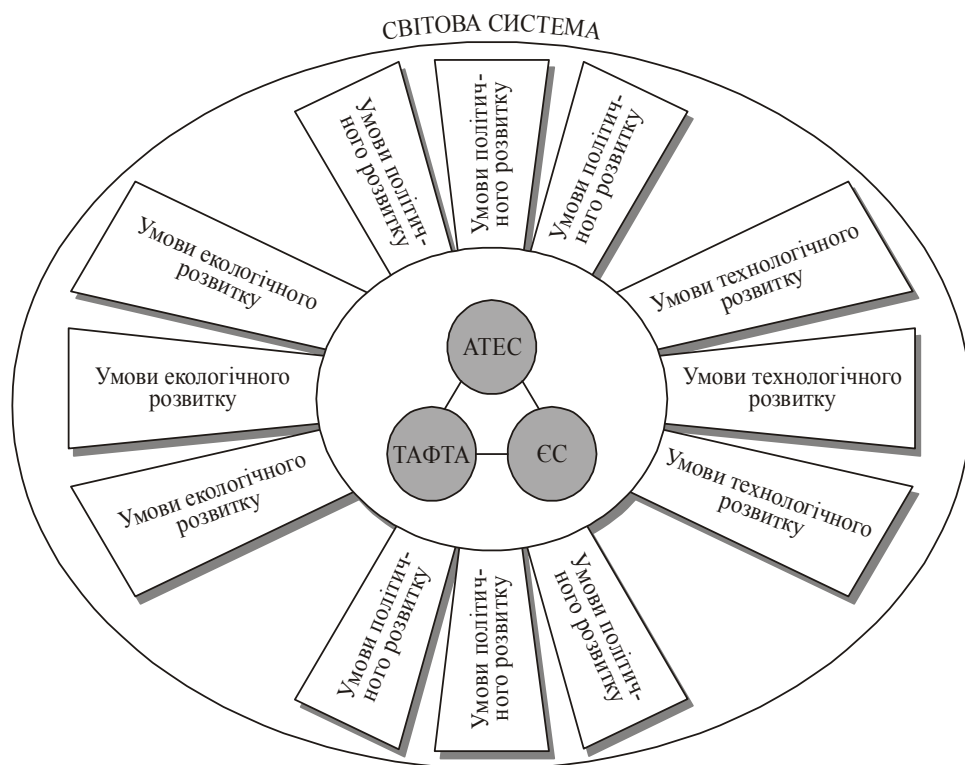 СВІТОВА СИСТЕМА
Умови політич-
ного розвитку
Умови політич-
ного розвитку
Умови політич-
ного розвитку
Умови екологічного
розвитку
Умови технологічного
розвитку
Умови екологічного
розвитку
Умови технологічного
розвитку
Умови екологічного
розвитку
Умови технологічного
розвитку
АТЕС
ТАФТА
ЄС
Умови політич-
ного розвитку
Умови політич-
ного розвитку
Умови політич-
ного розвитку